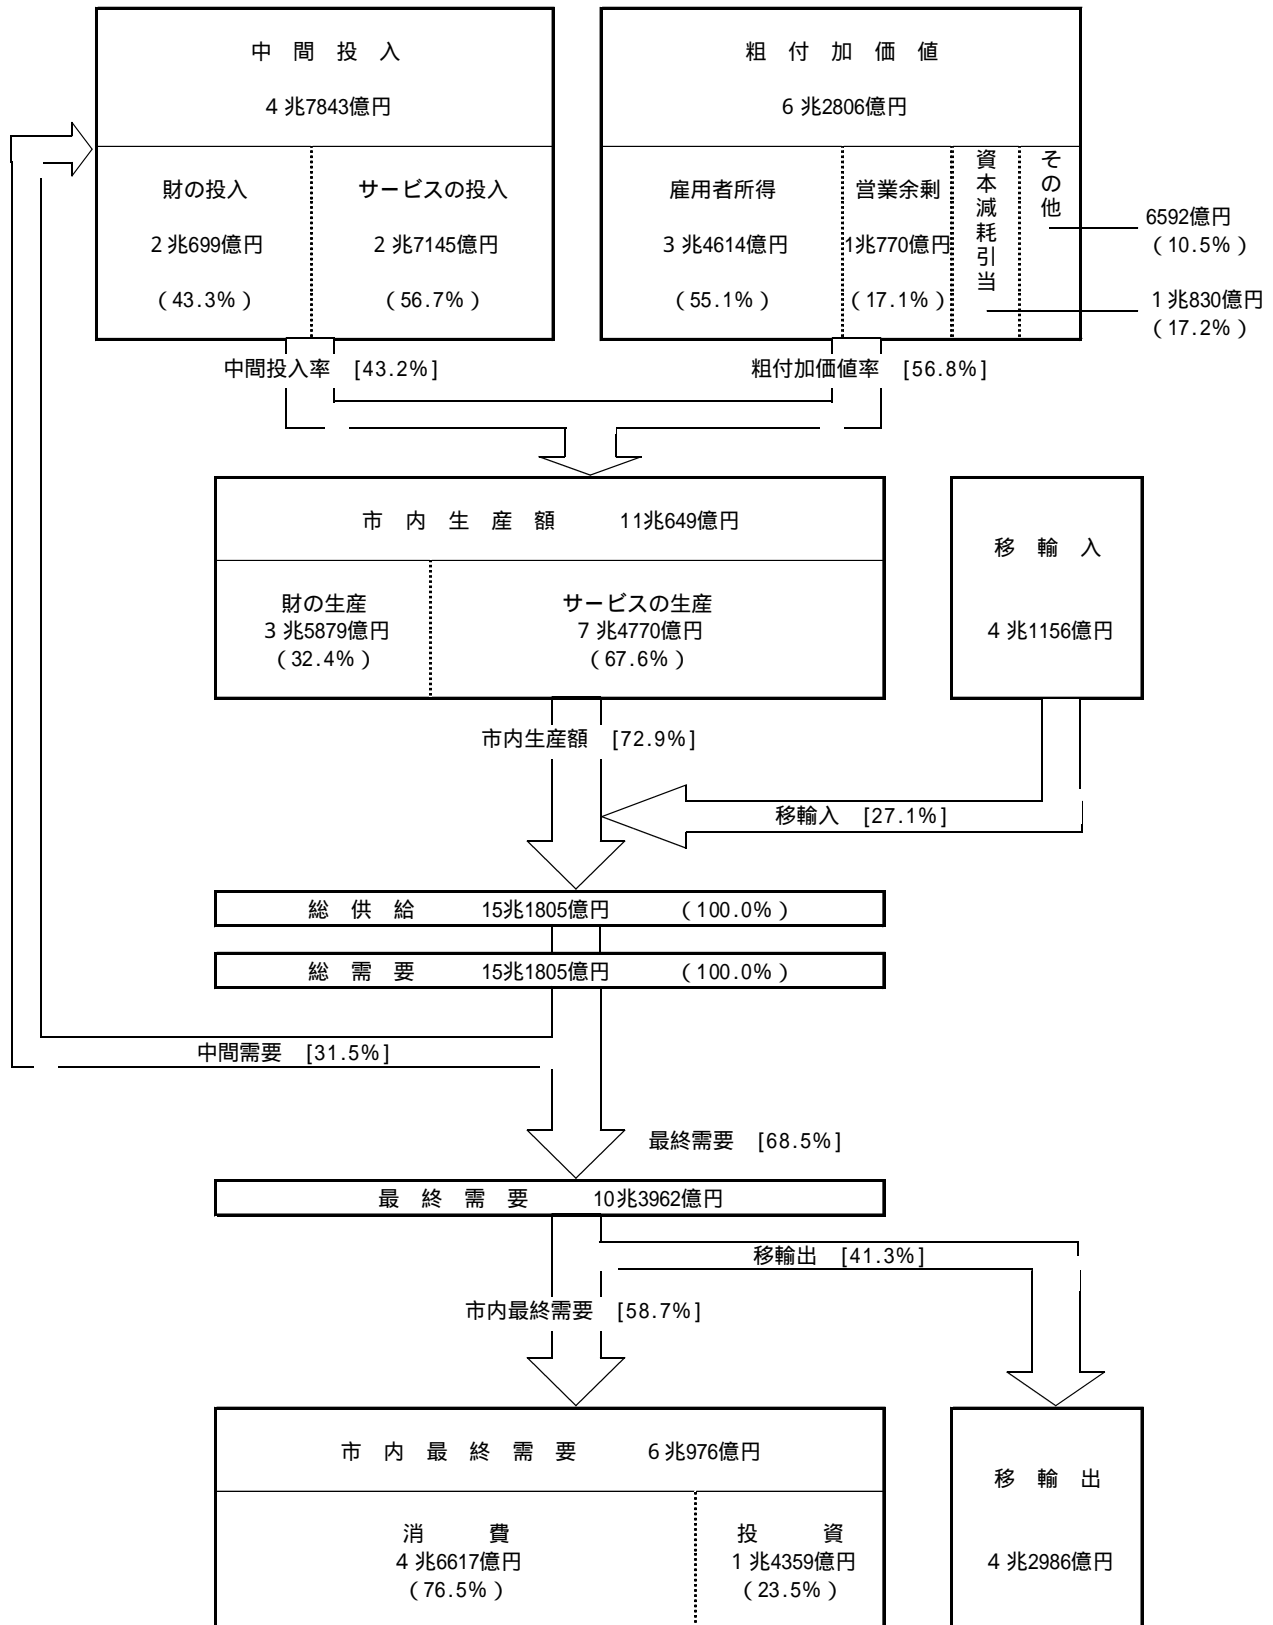 中間投入
4兆7843億円
財の投入
2兆699億円
(43.3%)
サービスの投入
2兆7145億円
(56.7%)
粗付加価値
6兆2806億円
雇用者所得
3兆4614億円
(55.1%)
営業余剰
1兆770億円
(17.1%)
資本減耗引当
その他
6592億円
(10.5%)
1兆830億円
(17.2%)
中間投入率 [43.2%]
粗付加価値率 [56.8%]
市内生産額 11兆649億円
財の生産
3兆5879億円
(32.4%)
サービスの生産
7兆4770億円
(67.6%)
移輸入
4兆1156億円
市内生産額 [72.9%]
移輸入 [27.1%]
総供給 15兆1805億円 (100.0%)
総需要 15兆1805億円 (100.0%)
中間需要 [31.5%]
最終需要 [68.5%]
最終需要 10兆3962億円
移輸出 [41.3%]
市内最終需要 [58.7%]
市内最終需要 6兆976億円
消費
4兆6617億円
(76.5%)
投資
1兆4359億円
(23.5%)
移輸出
4兆2986億円